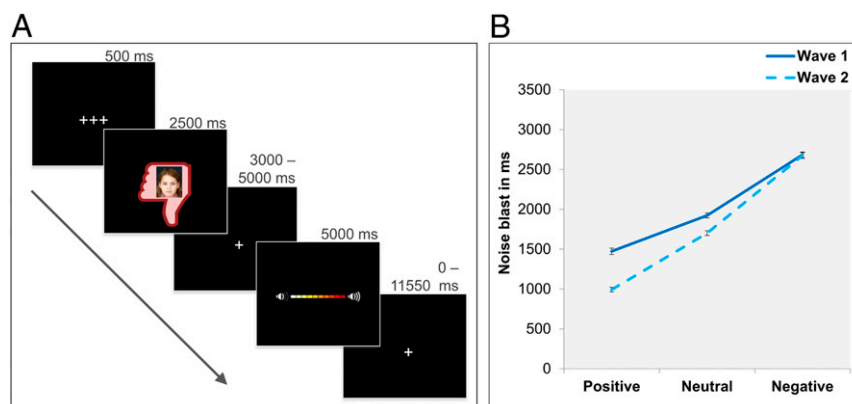 A
500 ms
+++
2500 ms
3000 –
5000 ms
+
5000 ms
0 –
11550 ms
+
B
Wave 1
Wave 2
Noise blast in ms
3500
3000
2500
2000
1500
1000
500
0
Positive Neutral Negative